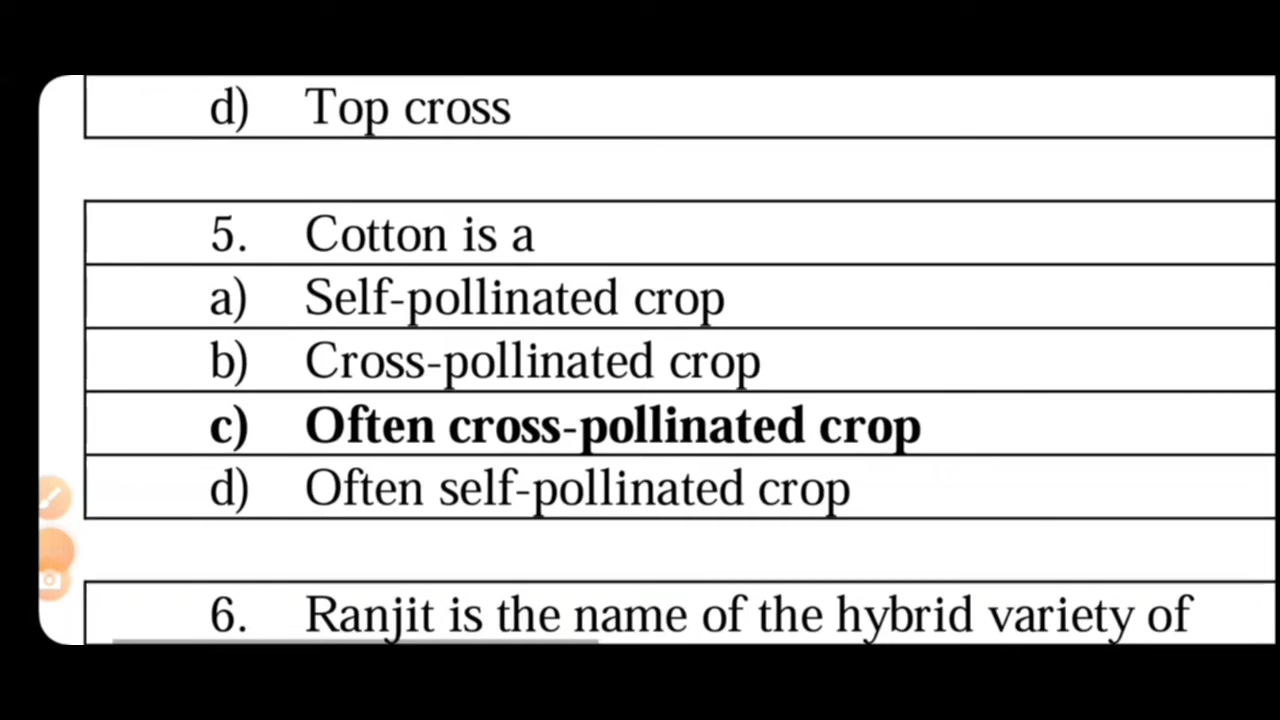 d) Top cross
5. Cotton is a
a) Self-pollinated crop
b) Cross-pollinated crop
c) Often cross-pollinated crop
d) Often self-pollinated crop
6. Ranjit is the name of the hybrid variety of